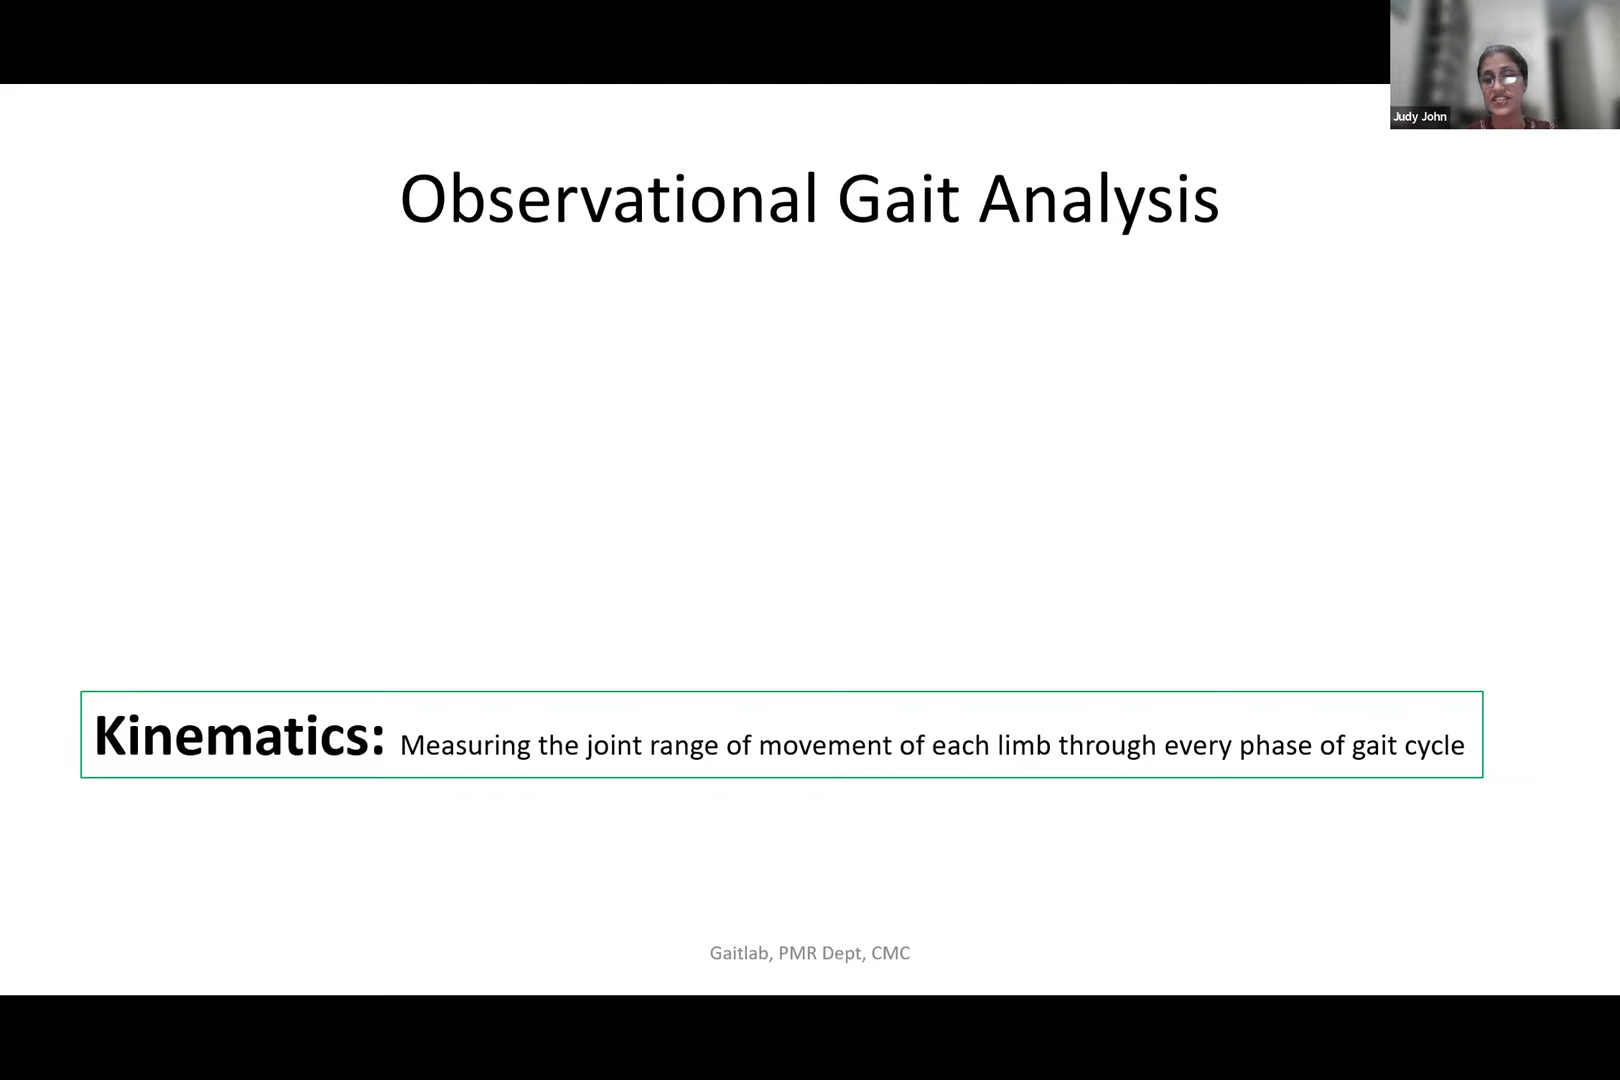 Judy John
Observational Gait Analysis
Kinematics: Measuring the joint range of movement of each limb through every phase of gait cycle
Gaitlab, PMR Dept, CMC